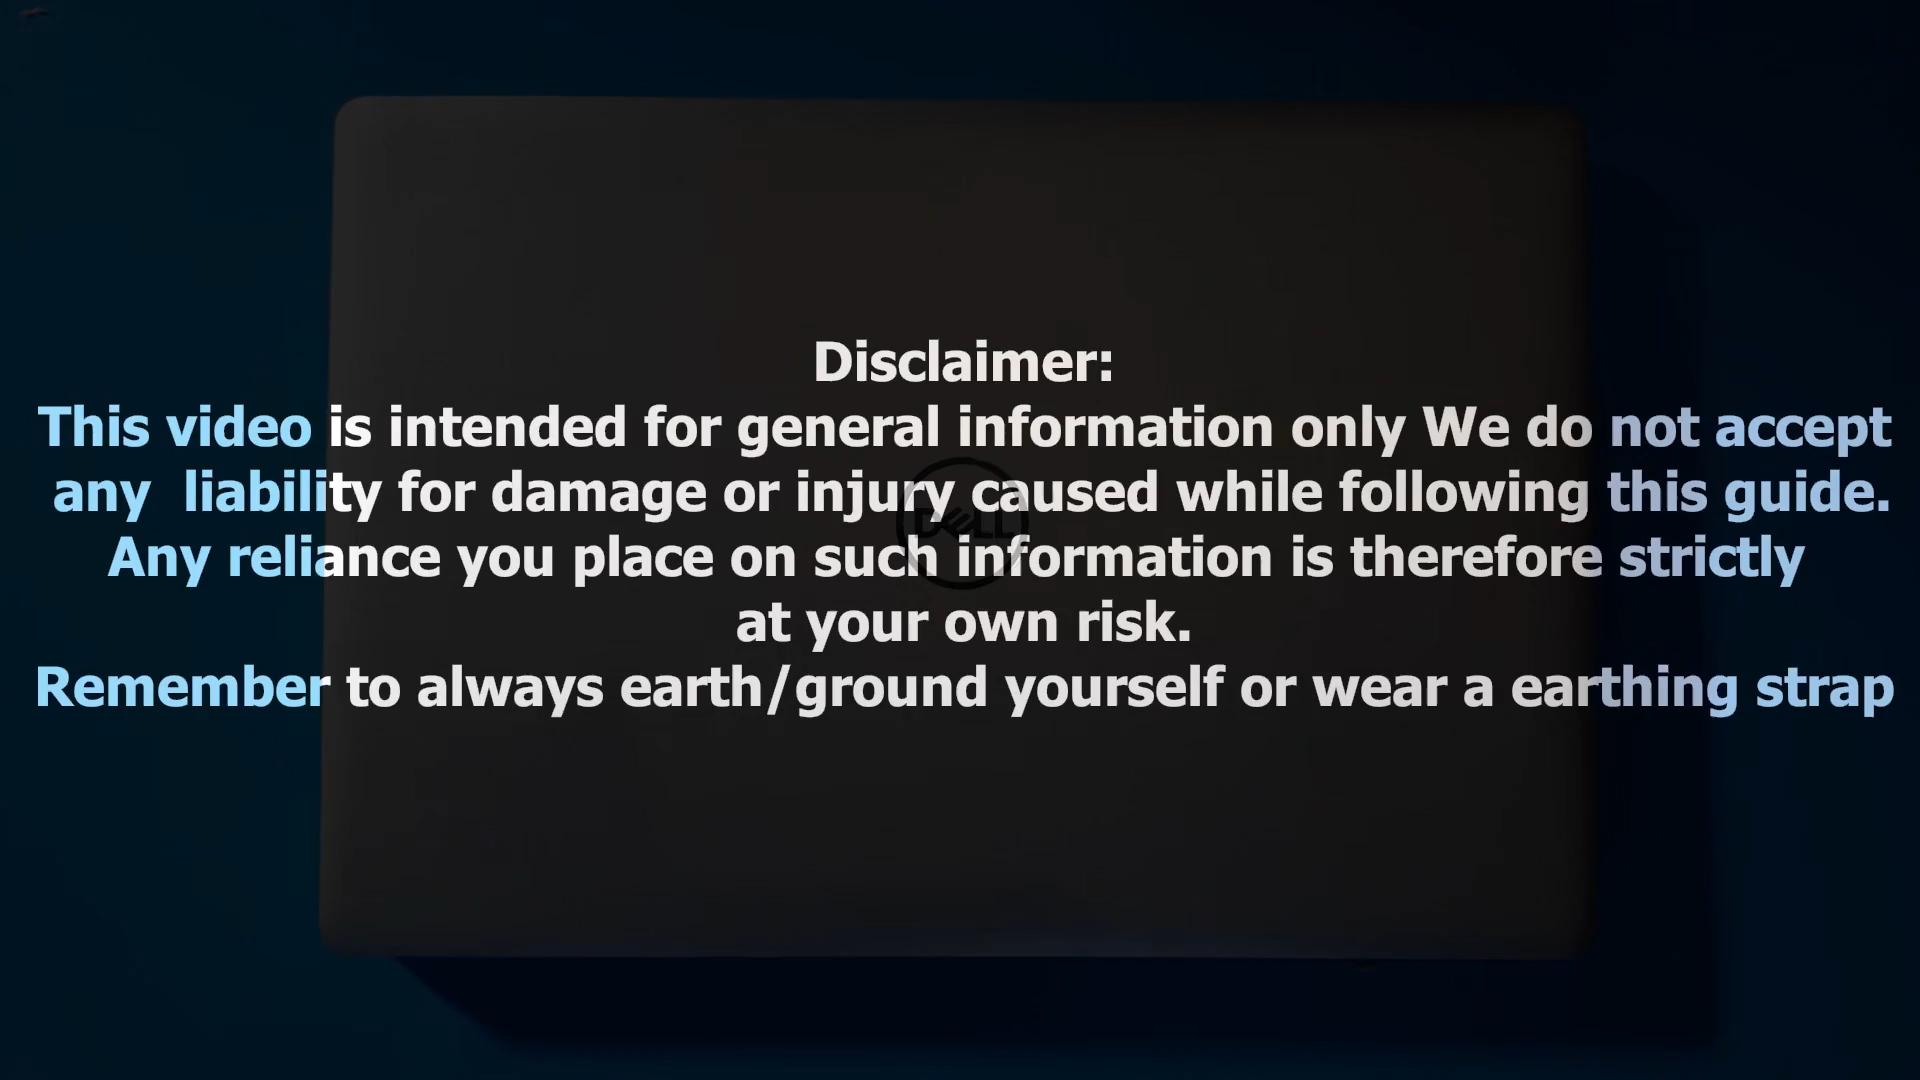 Disclaimer:
This video is intended for general information only We do not accept
any  liability for damage or injury caused while following this guide.
DELL
Any reliance you place on such information is therefore strictly
at your own risk.
Remember to always earth/ground yourself or wear a earthing strap